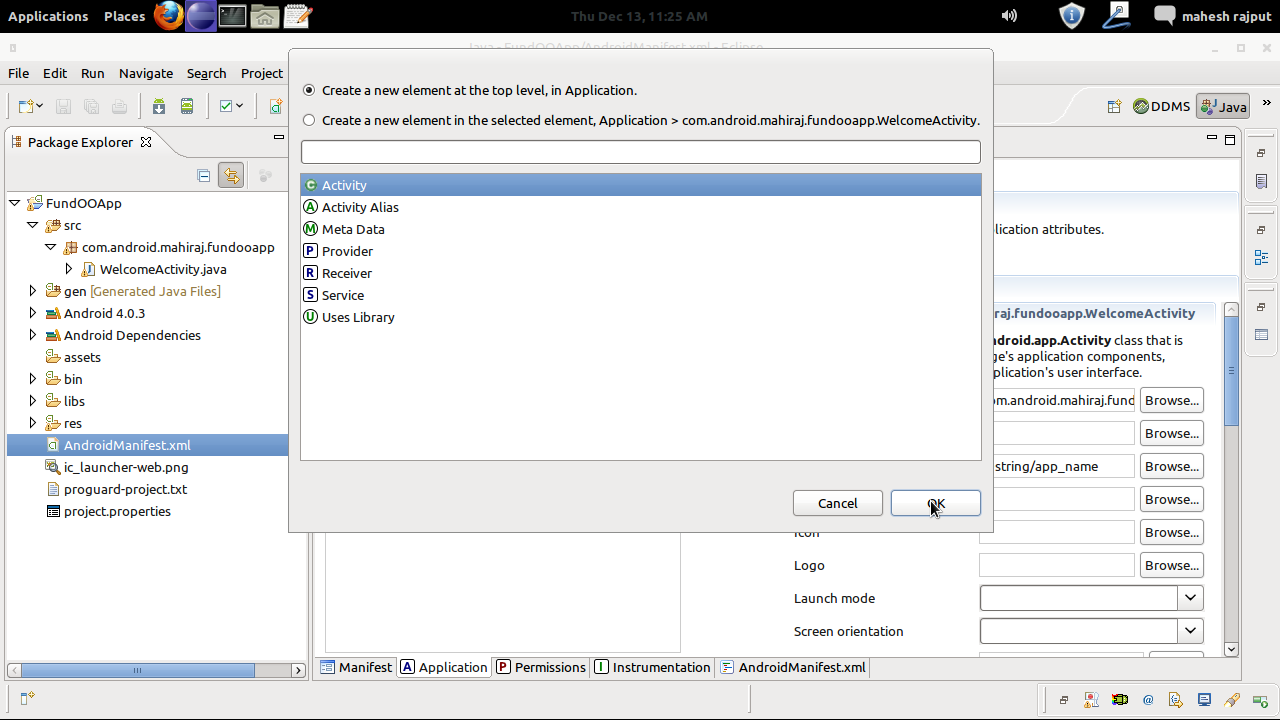 Applications Places Thu Dec 13, 11:25 AM mahesh rajput
Java - FundOOApp/AndroidManifest.xml - Eclipse
File Edit Run Navigate Search Project
DDMS Java
Package Explorer
FundOOApp
src
com.android.mahiraj.fundooapp
WelcomeActivity.java
gen [Generated Java Files]
Android 4.0.3
Android Dependencies
assets
bin
libs
res
AndroidManifest.xml
ic_launcher-web.png
proguard-project.txt
project.properties
Create a new element at the top level, in Application.
Create a new element in the selected element, Application > com.android.mahiraj.fundooapp.WelcomeActivity.
Activity
Activity Alias
Meta Data
Provider
Receiver
Service
Uses Library
Cancel OK
lication attributes.
raj.fundooapp.WelcomeActivity
ndroid.app.Activity class that is
ge's application components,
plication's user interface.
om.android.mahiraj.fund Browse...
Browse...
string/app_name Browse...
Browse...
Icon Browse...
Logo Browse...
Launch mode
Screen orientation
Manifest A Application P Permissions I Instrumentation AndroidManifest.xml